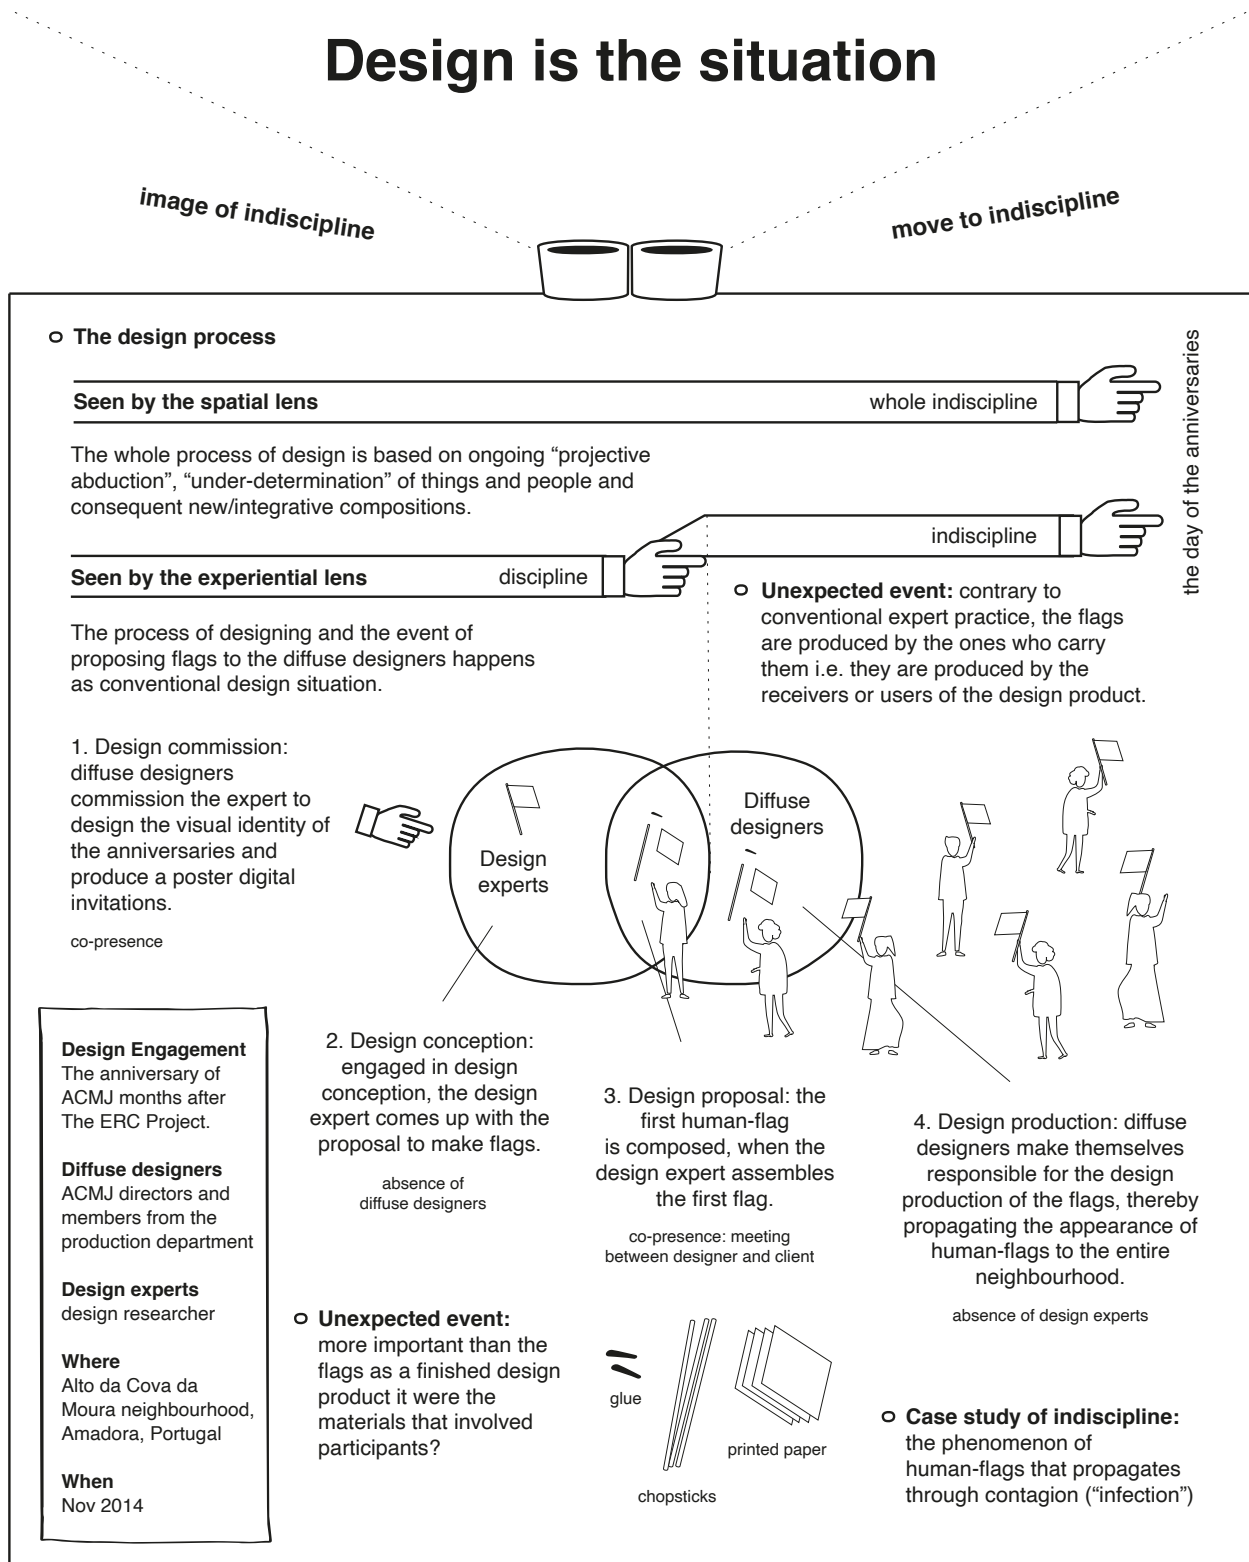 Design is the situation
image of indiscipline
move to indiscipline
The design process
the day of the anniversaries
Seen by the spatial lens
whole indiscipline
The whole process of design is based on ongoing “projective
abduction”, “under-determination” of things and people and
consequent new/integrative compositions.
indiscipline
Seen by the experiential lens
discipline
The process of designing and the event of
proposing flags to the diffuse designers happens
as conventional design situation.
Unexpected event: contrary to
conventional expert practice, the flags
are produced by the ones who carry
them i.e. they are produced by the
receivers or users of the design product.
1. Design commission:
diffuse designers
commission the expert to
design the visual identity of
the anniversaries and
produce a poster digital
invitations.
co-presence
Design
experts
Diffuse
designers
2. Design conception:
engaged in design
conception, the design
expert comes up with the
proposal to make flags.
absence of
diffuse designers
3. Design proposal: the
first human-flag
is composed, when the
design expert assembles
the first flag.
co-presence: meeting
between designer and client
4. Design production: diffuse
designers make themselves
responsible for the design
production of the flags, thereby
propagating the appearance of
human-flags to the entire
neighbourhood.
absence of design experts
Design Engagement
The anniversary of
ACMJ months after
The ERC Project.
Diffuse designers
ACMJ directors and
members from the
production department
Design experts
design researcher
Where
Alto da Cova da
Moura neighbourhood,
Amadora, Portugal
When
Nov 2014
Unexpected event:
more important than the
flags as a finished design
product it were the
materials that involved
participants?
glue
chopsticks
printed paper
Case study of indiscipline:
the phenomenon of
human-flags that propagates
through contagion (“infection”)